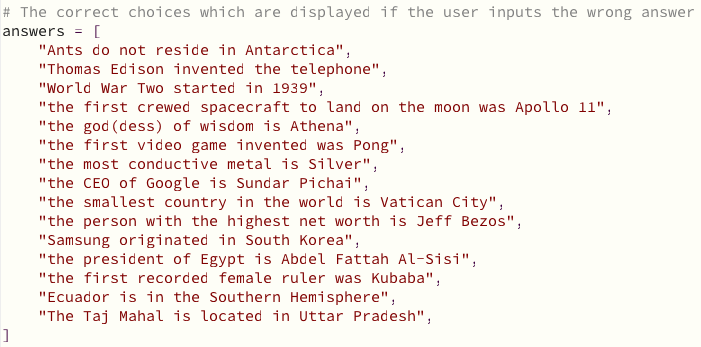 # The correct choices which are displayed if the user inputs the wrong answer
answers = [
    "Ants do not reside in Antarctica",
    "Thomas Edison invented the telephone",
    "World War Two started in 1939",
    "the first crewed spacecraft to land on the moon was Apollo 11",
    "the god(dess) of wisdom is Athena",
    "the first video game invented was Pong",
    "the most conductive metal is Silver",
    "the CEO of Google is Sundar Pichai",
    "the smallest country in the world is Vatican City",
    "the person with the highest net worth is Jeff Bezos",
    "Samsung originated in South Korea",
    "the president of Egypt is Abdel Fattah Al-Sisi",
    "the first recorded female ruler was Kubaba",
    "Ecuador is in the Southern Hemisphere",
    "The Taj Mahal is located in Uttar Pradesh",
]